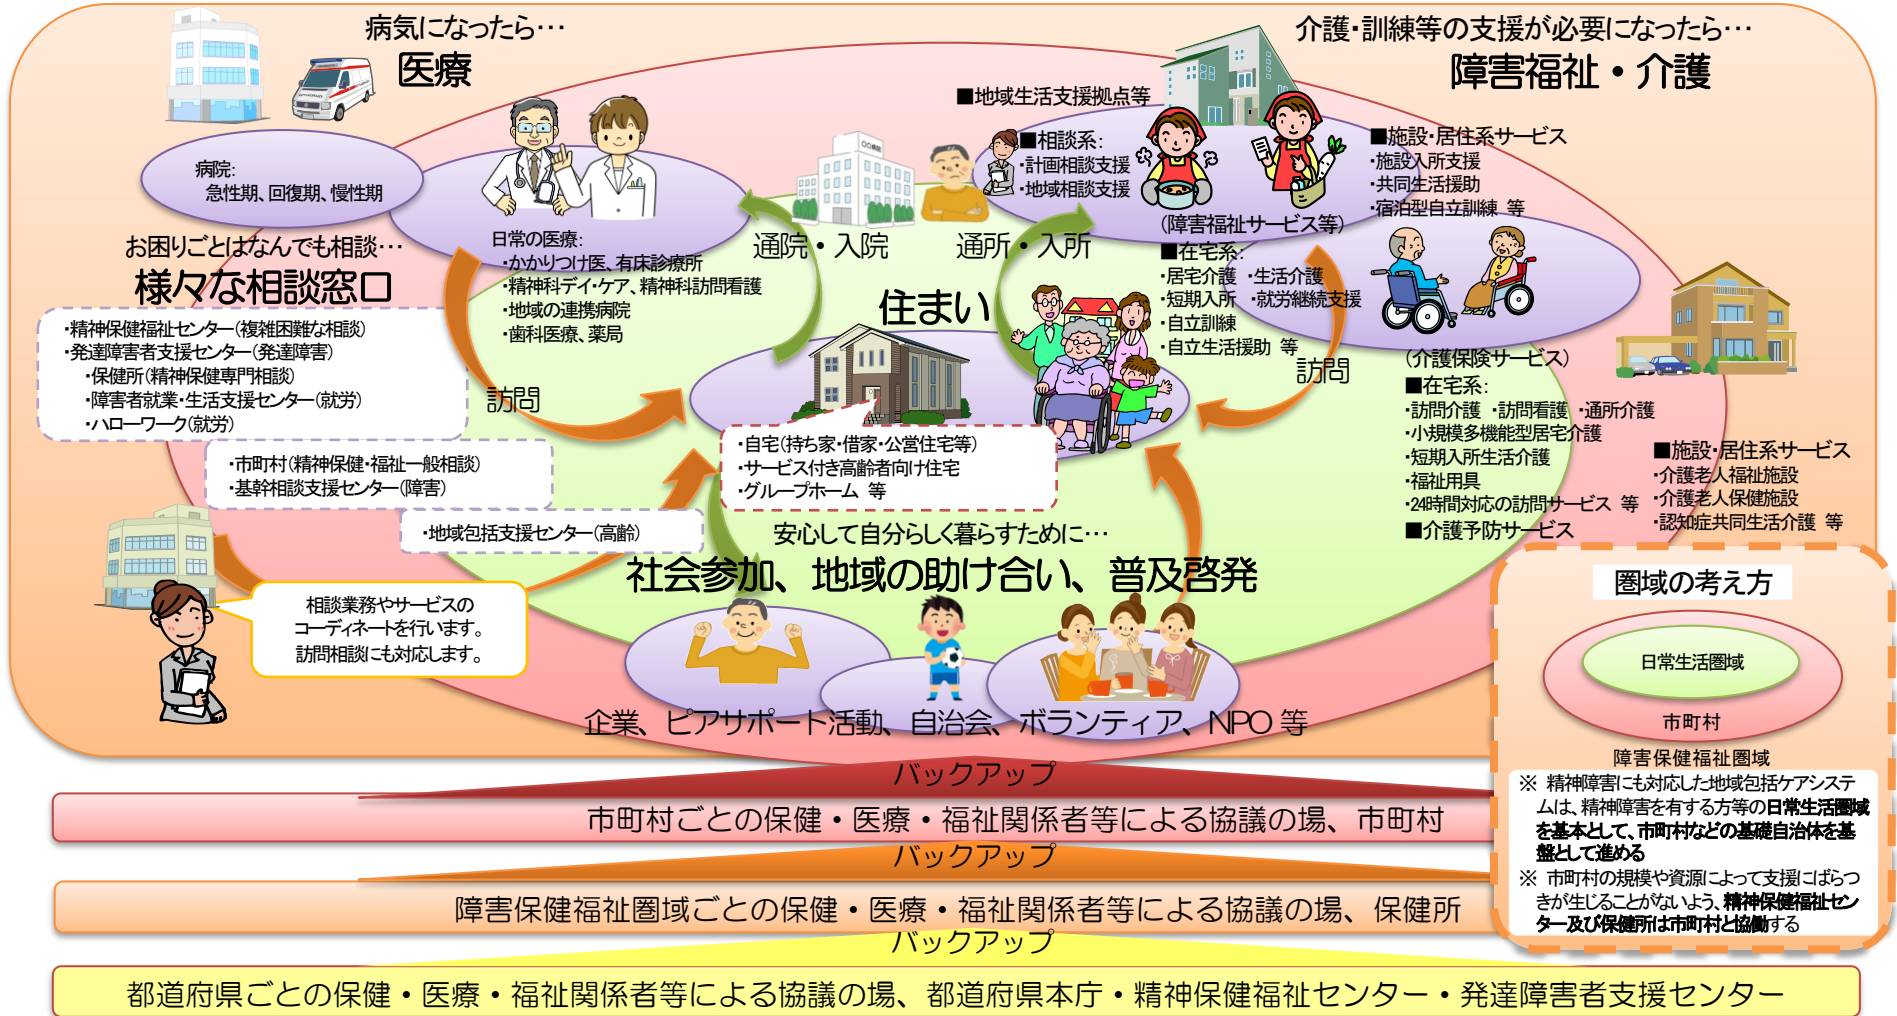 病気になったら…
医療
介護・訓練等の支援が必要になったら…
障害福祉・介護
病院:
急性期、回復期、慢性期
日常の医療:
・かかりつけ医、有床診療所
・精神科デイ・ケア、精神科訪問看護
・地域の連携病院
・歯科医療、薬局
〇〇病院
通院・入院
■地域生活支援拠点等
■相談系:
・計画相談支援
・地域相談支援
通所・入所
(障害福祉サービス等)
■在宅系:
・居宅介護 ・生活介護
・短期入所 ・就労継続支援
・自立訓練
・自立生活援助 等
■施設・居住系サービス
・施設入所支援
・共同生活援助
・宿泊型自立訓練 等
訪問
(介護保険サービス)
■在宅系:
・訪問介護 ・訪問看護 ・通所介護
・小規模多機能型居宅介護
・短期入所生活介護
・福祉用具
・24時間対応の訪問サービス 等
■介護予防サービス
■施設・居住系サービス
・介護老人福祉施設
・介護老人保健施設
・認知症共同生活介護 等
お困りごとはなんでも相談…
様々な相談窓口
・精神保健福祉センター(複雑困難な相談)
・発達障害者支援センター(発達障害)
・保健所(精神保健専門相談)
・障害者就業・生活支援センター(就労)
・ハローワーク(就労)
・市町村(精神保健・福祉一般相談)
・基幹相談支援センター(障害)
・地域包括支援センター(高齢)
訪問
住まい
・自宅(持ち家・借家・公営住宅等)
・サービス付き高齢者向け住宅
・グループホーム 等
相談業務やサービスの
コーディネートを行います。
訪問相談にも対応します。
安心して自分らしく暮らすために…
社会参加、地域の助け合い、普及啓発
企業、ピアサポート活動、自治会、ボランティア、NPO 等
圏域の考え方
日常生活圏域
市町村
障害保健福祉圏域
※ 精神障害にも対応した地域包括ケアシステ
ムは、精神障害を有する方等の日常生活圏域
を基本として、市町村などの基礎自治体を基
盤として進める
※ 市町村の規模や資源によって支援にばらつ
きが生じることがないよう、精神保健福祉セン
ター及び保健所は市町村と協働する
バックアップ
市町村ごとの保健・医療・福祉関係者等による協議の場、市町村
バックアップ
障害保健福祉圏域ごとの保健・医療・福祉関係者等による協議の場、保健所
バックアップ
都道府県ごとの保健・医療・福祉関係者等による協議の場、都道府県本庁・精神保健福祉センター・発達障害者支援センター